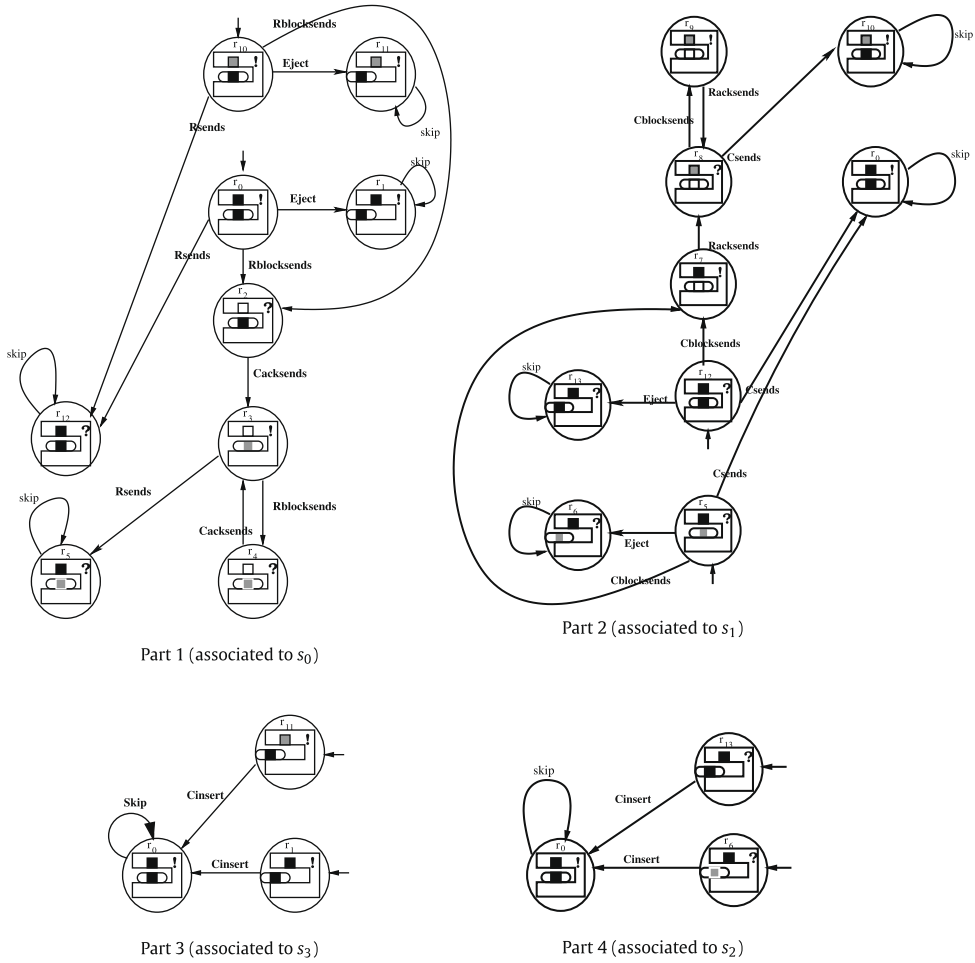 Rblocksends
r10
!
Eject
r11
!
skip
Rsends
r0
!
Eject
skip
r1
!
Rsends
Rblocksends
r2
?
skip
Cacksends
r12
?
r3
!
Rsends
skip
Rblocksends
Cacksends
r5
?
r4
?
Part 1 (associated to s0)
r9
!
r10
!
skip
Racksends
Cblocksends
r8
?
Csends
r0
!
skip
Racksends
r7
!
Cblocksends
skip
r13
?
Eject
r12
?
Csends
Csends
skip
r6
?
Eject
r5
?
Cblocksends
Part 2 (associated to s1)
r11
!
Cinsert
Skip
r0
!
Cinsert
r1
!
Part 3 (associated to s3)
r13
?
skip
Cinsert
r0
!
Cinsert
r6
?
Part 4 (associated to s2)